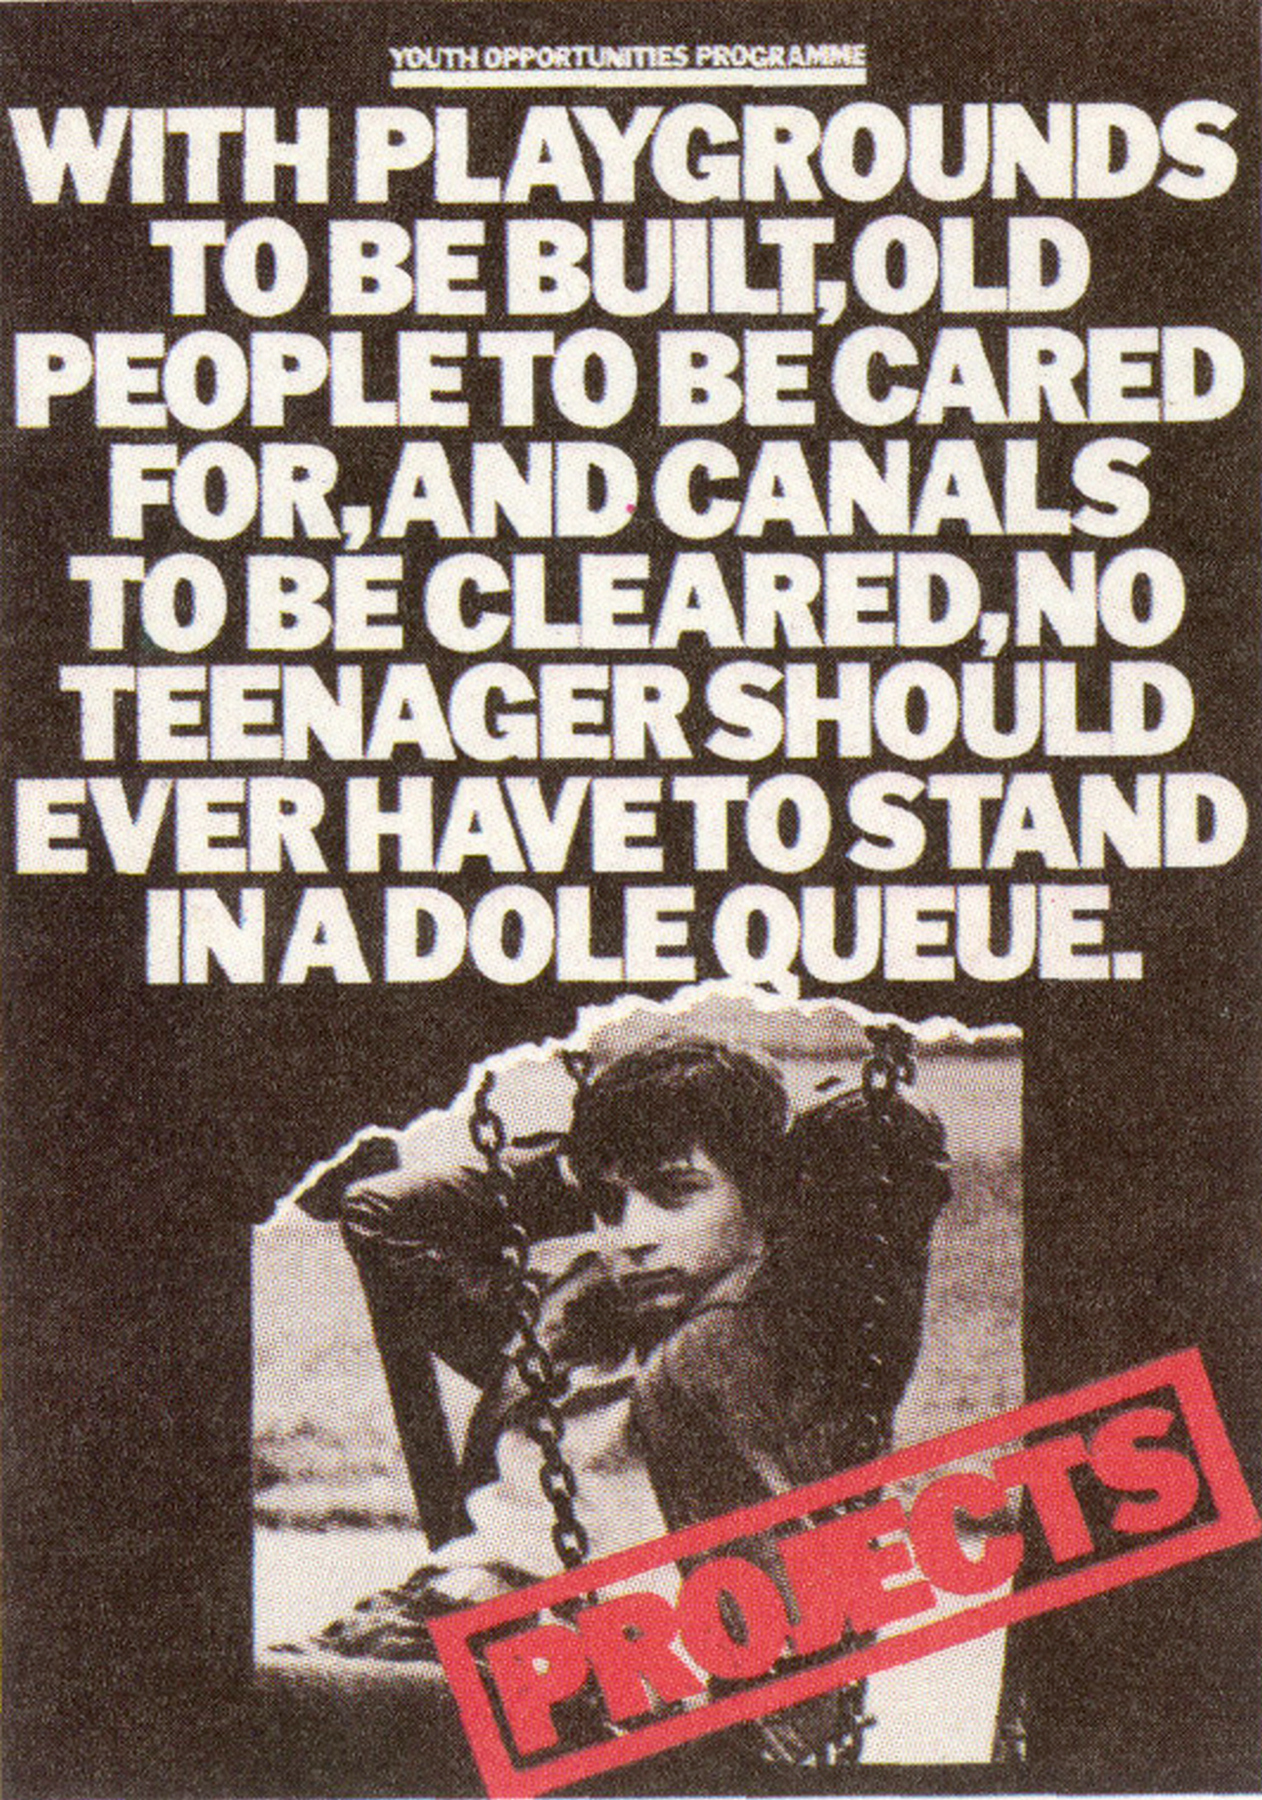 YOUTH OPPORTUNITIES PROGRAMME
WITH PLAYGROUNDS
TO BE BUILT, OLD
PEOPLE TO BE CARED
FOR, AND CANALS
TO BE CLEARED, NO
TEENAGER SHOULD
EVER HAVE TO STAND
IN A DOLE QUEUE.
PROJECTS